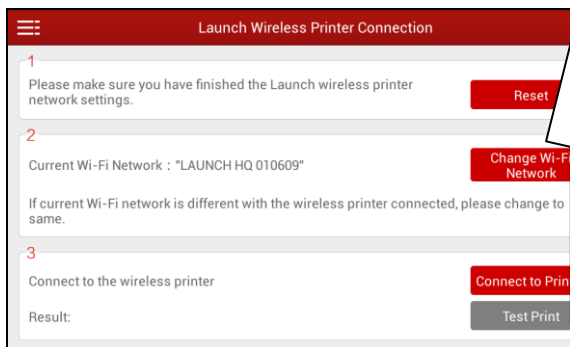 Launch Wireless Printer Connection
1
Please make sure you have finished the Launch wireless printer
network settings.
Reset
2
Current Wi-Fi Network : "LAUNCH HQ 010609"
Change Wi-Fi
Network
If current Wi-Fi network is different with the wireless printer connected, please change to
same.
3
Connect to the wireless printer
Connect to Prin
Result:
Test Print